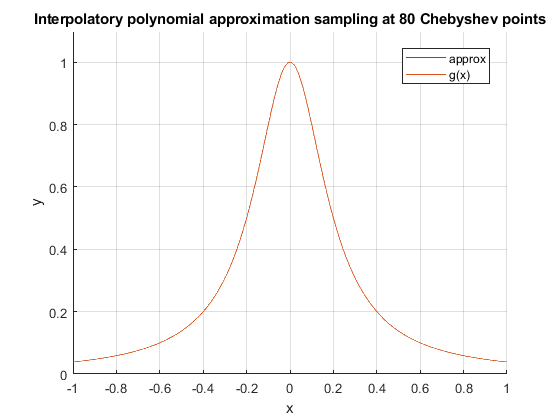 Interpolatory polynomial approximation sampling at 80 Chebyshev points
approx
g(x)
1
0.8
0.6
0.4
0.2
0
y
-1 -0.8 -0.6 -0.4 -0.2 0 0.2 0.4 0.6 0.8 1
x